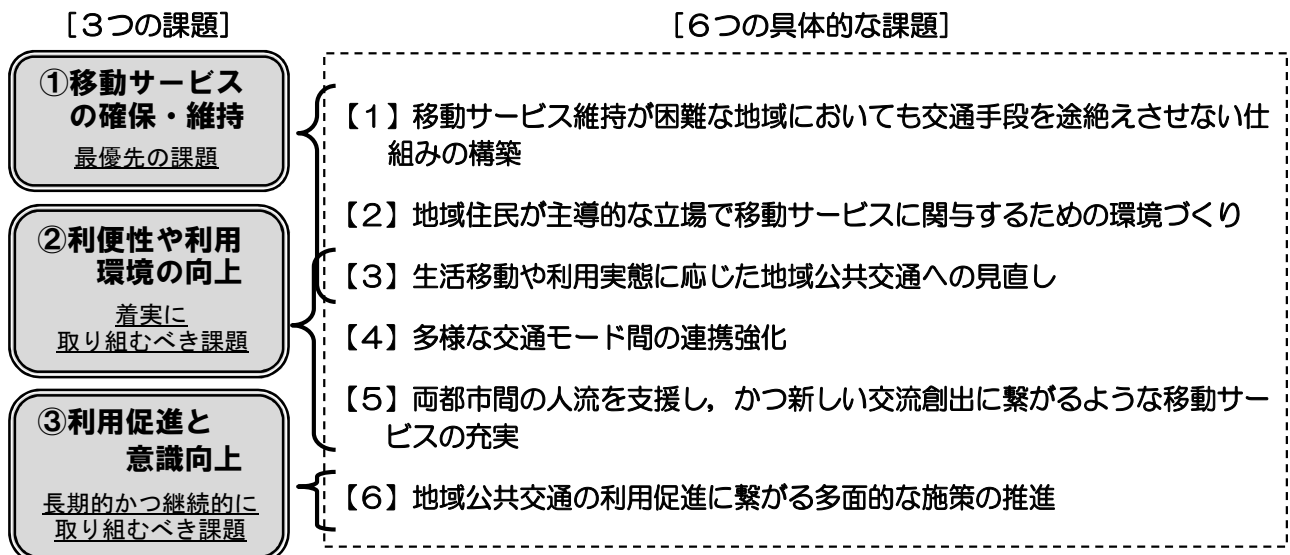 [３つの課題]
[６つの具体的な課題]
①移動サービス
の確保・維持
最優先の課題
②利便性や利用
環境の向上
着実に
取り組むべき課題
③利用促進と
意識向上
長期的かつ継続的に
取り組むべき課題
【１】移動サービス維持が困難な地域においても交通手段を途絶えさせない仕
組みの構築
【２】地域住民が主導的な立場で移動サービスに関与するための環境づくり
【３】生活移動や利用実態に応じた地域公共交通への見直し
【４】多様な交通モード間の連携強化
【５】両都市間の人流を支援し，かつ新しい交流創出に繋がるような移動サー
ビスの充実
【６】地域公共交通の利用促進に繋がる多面的な施策の推進